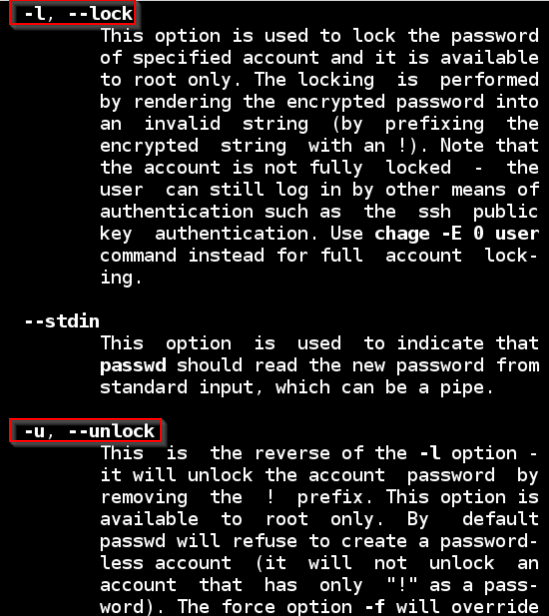 -l, --lock
This option is used to lock the password
of specified account and it is available
to root only. The locking is performed
by rendering the encrypted password into
an invalid string (by prefixing the
encrypted string with an !). Note that
the account is not fully locked - the
user can still log in by other means of
authentication such as the ssh public
key authentication. Use chage -E 0 user
command instead for full account lock-
ing.
--stdin
This option is used to indicate that
passwd should read the new password from
standard input, which can be a pipe.
-u, --unlock
This is the reverse of the -l option -
it will unlock the account password by
removing the ! prefix. This option is
available to root only. By default
passwd will refuse to create a password-
less account (it will not unlock an
account that has only "!" as a pass-
word). The force option -f will override